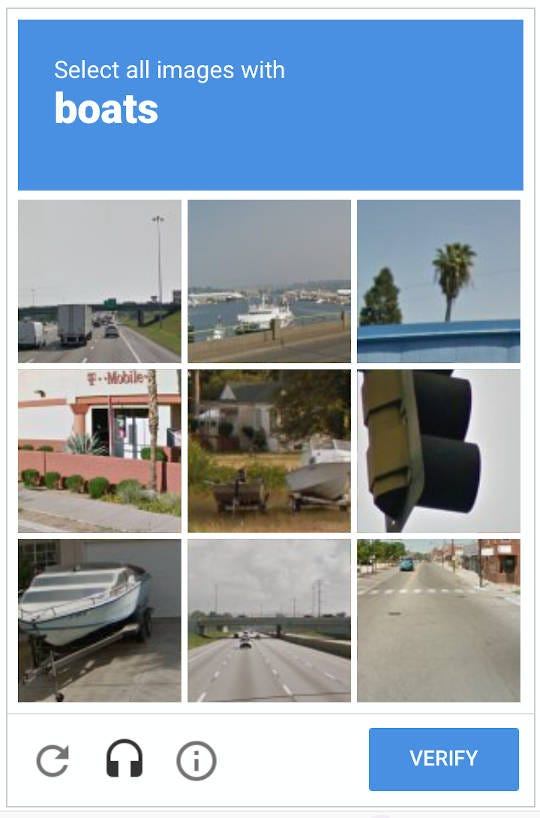 Select all images with
boats
T··Mobile·
VERIFY